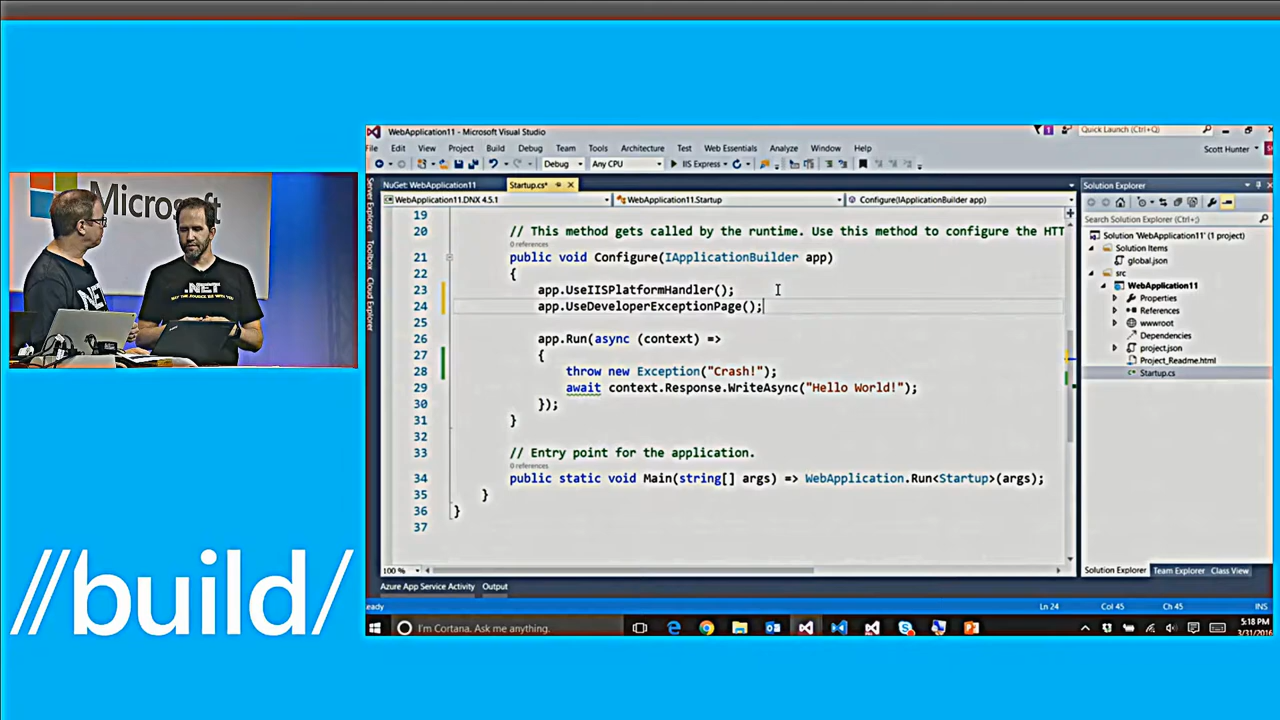 Microsoft
.NET
MAY THE SOURCE BE WITH YOU
//build/
WebApplication11 - Microsoft Visual Studio
1
Quick Launch (Ctrl+Q)
File Edit View Project Build Debug Team Tools Architecture Test Web Essentials Analyze Window Help
Scott Hunter
Debug Any CPU IIS Express
Server Explorer Toolbox Cloud Explorer
NuGet: WebApplication11 Startup.cs*
WebApplication11.DNX 4.5.1 WebApplication11.Startup Configure(IApplicationBuilder app)
19
20 // This method gets called by the runtime. Use this method to configure the HTT
0 references
21 public void Configure(IApplicationBuilder app)
22 {
23 app.UseIISPlatformHandler();
24 app.UseDeveloperExceptionPage();
25
26 app.Run(async (context) =>
27 {
28 throw new Exception("Crash!");
29 await context.Response.WriteAsync("Hello World!");
30 });
31 }
32
33 // Entry point for the application.
0 references
34 public static void Main(string[] args) => WebApplication.Run<Startup>(args);
35 }
36 }
37
100 %
Solution Explorer
Search Solution Explorer (Ctrl+;)
Solution 'WebApplication11' (1 project)
Solution Items
global.json
src
WebApplication11
Properties
References
wwwroot
Dependencies
project.json
Project_Readme.html
Startup.cs
Solution Explorer Team Explorer Class View
Azure App Service Activity Output
eady Ln 24 Col 45 Ch 45 INS
I'm Cortana. Ask me anything.
5:18 PM
3/31/2016